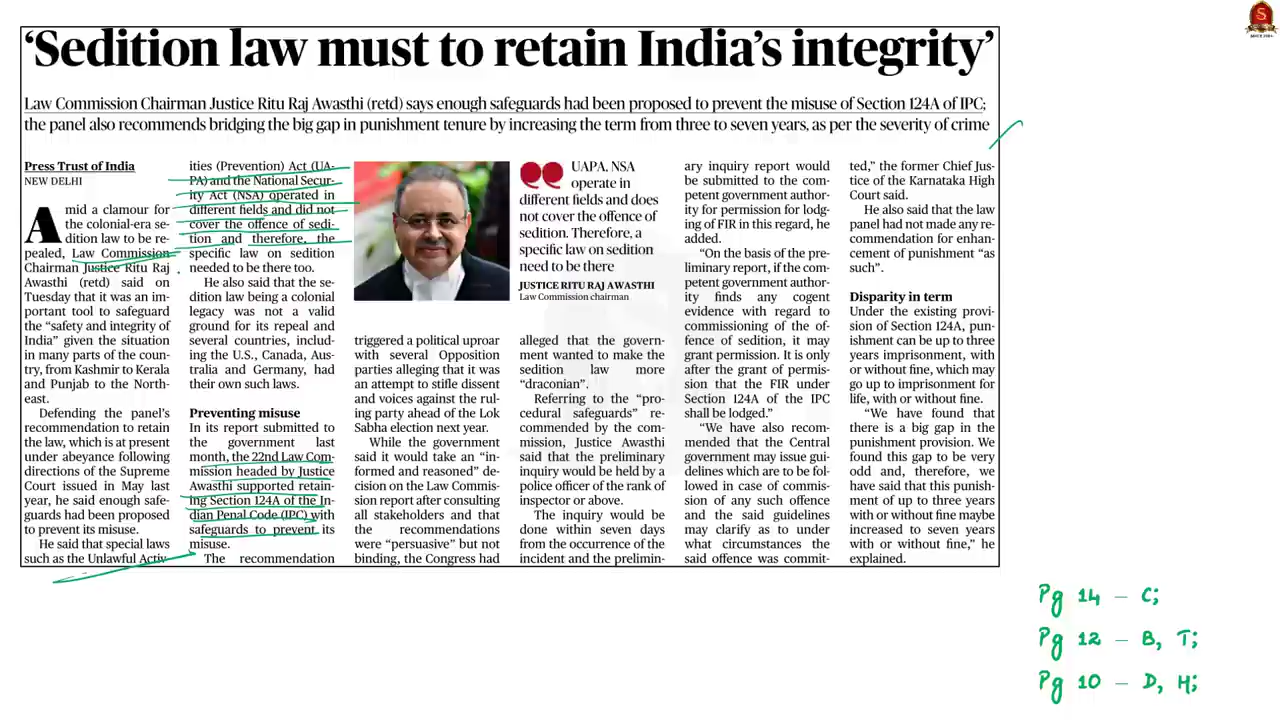 ‘Sedition law must to retain India’s integrity’
Law Commission Chairman Justice Ritu Raj Awasthi (retd) says enough safeguards had been proposed to prevent the misuse of Section 124A of IPC;
the panel also recommends bridging the big gap in punishment tenure by increasing the term from three to seven years, as per the severity of crime
Press Trust of India
NEW DELHI
Amid a clamour for
the colonial-era se-
dition law to be re-
pealed, Law Commission
Chairman Justice Ritu Raj
Awasthi (retd) said on
Tuesday that it was an im-
portant tool to safeguard
the “safety and integrity of
India” given the situation
in many parts of the coun-
try, from Kashmir to Kerala
and Punjab to the North-
east.
Defending the panel’s
recommendation to retain
the law, which is at present
under abeyance following
directions of the Supreme
Court issued in May last
year, he said enough safe-
guards had been proposed
to prevent its misuse.
He said that special laws
such as the Unlawful Activ-
ities (Prevention) Act (UA-
PA) and the National Secur-
ity Act (NSA) operated in
different fields and did not
cover the offence of sedi-
tion and therefore, the
specific law on sedition
needed to be there too.
He also said that the se-
dition law being a colonial
legacy was not a valid
ground for its repeal and
several countries, includ-
ing the U.S., Canada, Aus-
tralia and Germany, had
their own such laws.
Preventing misuse
In its report submitted to
the government last
month, the 22nd Law Com-
mission headed by Justice
Awasthi supported retain-
ing Section 124A of the In-
dian Penal Code (IPC) with
safeguards to prevent its
misuse.
The recommendation
triggered a political uproar
with several Opposition
parties alleging that it was
an attempt to stifle dissent
and voices against the rul-
ing party ahead of the Lok
Sabha election next year.
While the government
said it would take an “in-
formed and reasoned” de-
cision on the Law Commis-
sion report after consulting
all stakeholders and that
the recommendations
were “persuasive” but not
binding, the Congress had
UAPA, NSA
operate in
different fields and does
not cover the offence of
sedition. Therefore, a
specific law on sedition
need to be there
JUSTICE RITU RAJ AWASTHI
Law Commission chairman
alleged that the govern-
ment wanted to make the
sedition law more
“draconian”.
Referring to the “pro-
cedural safeguards” re-
commended by the com-
mission, Justice Awasthi
said that the preliminary
inquiry would be held by a
police officer of the rank of
inspector or above.
The inquiry would be
done within seven days
from the occurrence of the
incident and the prelimin-
ary inquiry report would
be submitted to the com-
petent government author-
ity for permission for lodg-
ing of FIR in this regard, he
added.
“On the basis of the pre-
liminary report, if the com-
petent government author-
ity finds any cogent
evidence with regard to
commissioning of the of-
fence of sedition, it may
grant permission. It is only
after the grant of permis-
sion that the FIR under
Section 124A of the IPC
shall be lodged.”
“We have also recom-
mended that the Central
government may issue gui-
delines which are to be fol-
lowed in case of commis-
sion of any such offence
and the said guidelines
may clarify as to under
what circumstances the
said offence was commit-
ted,” the former Chief Jus-
tice of the Karnataka High
Court said.
He also said that the law
panel had not made any re-
commendation for enhan-
cement of punishment “as
such”.
Disparity in term
Under the existing provi-
sion of Section 124A, pun-
ishment can be up to three
years imprisonment, with
or without fine, which may
go up to imprisonment for
life, with or without fine.
“We have found that
there is a big gap in the
punishment provision. We
found this gap to be very
odd and, therefore, we
have said that this punish-
ment of up to three years
with or without fine maybe
increased to seven years
with or without fine,” he
explained.
Pg 14 – C;
Pg 12 – B, T;
Pg 10 – D, H;